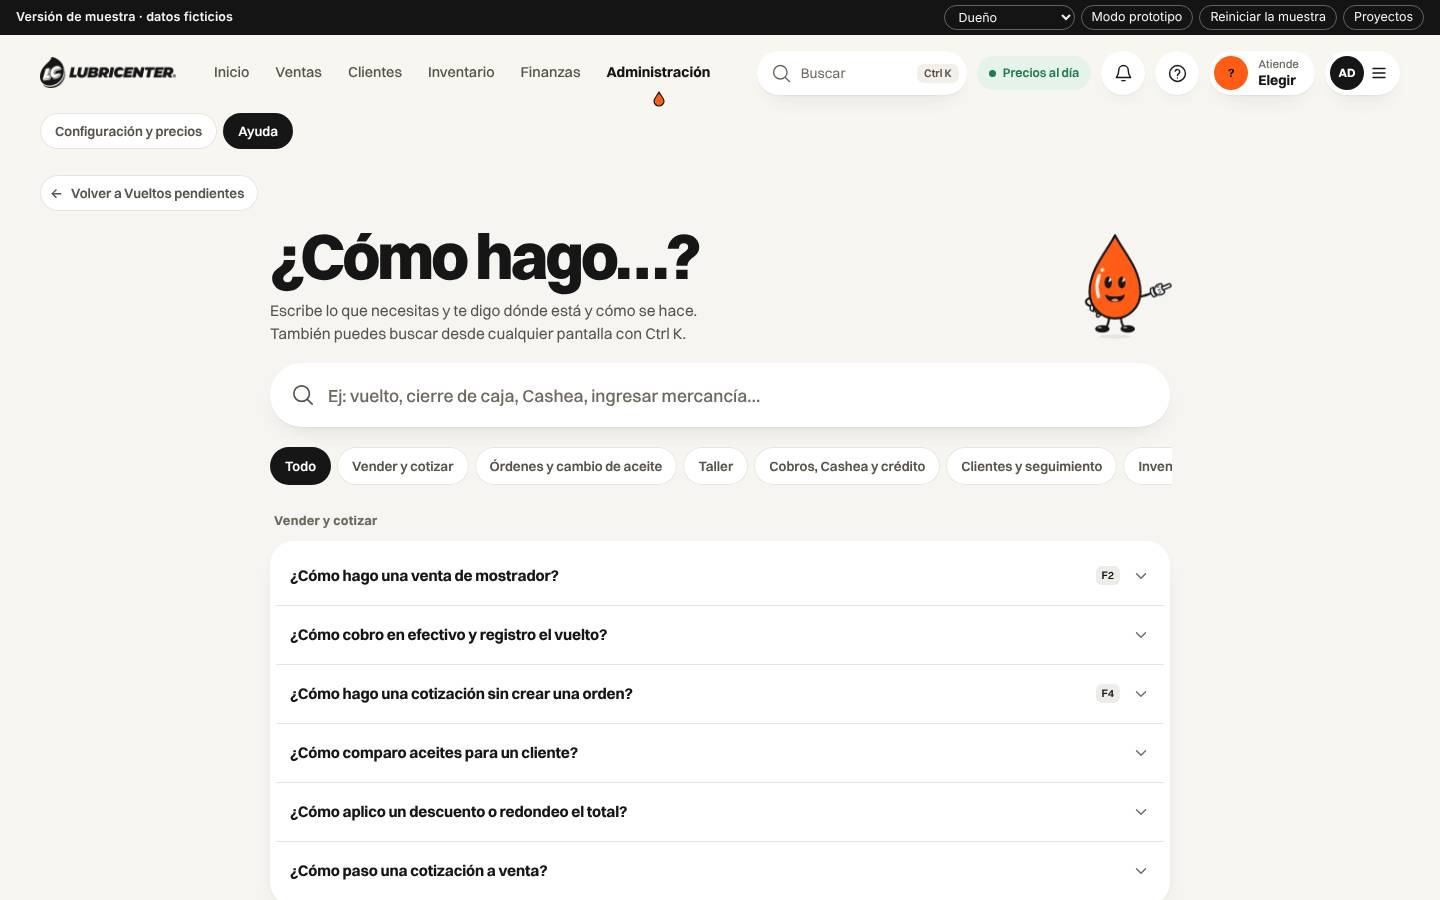 Versión de muestra · datos ficticios
Dueño
Modo prototipo
Reiniciar la muestra
Proyectos
LG LUBRICENTER.
Inicio
Ventas
Clientes
Inventario
Finanzas
Administración
Buscar
Ctrl K
Precios al día
?
Atiende
Elegir
AD
Configuración y precios
Ayuda
← Volver a Vueltos pendientes
¿Cómo hago...?
Escribe lo que necesitas y te digo dónde está y cómo se hace.
También puedes buscar desde cualquier pantalla con Ctrl K.
Ej: vuelto, cierre de caja, Cashea, ingresar mercancía...
Todo
Vender y cotizar
Órdenes y cambio de aceite
Taller
Cobros, Cashea y crédito
Clientes y seguimiento
Inven
Vender y cotizar
¿Cómo hago una venta de mostrador?
F2
¿Cómo cobro en efectivo y registro el vuelto?
¿Cómo hago una cotización sin crear una orden?
F4
¿Cómo comparo aceites para un cliente?
¿Cómo aplico un descuento o redondeo el total?
¿Cómo paso una cotización a venta?